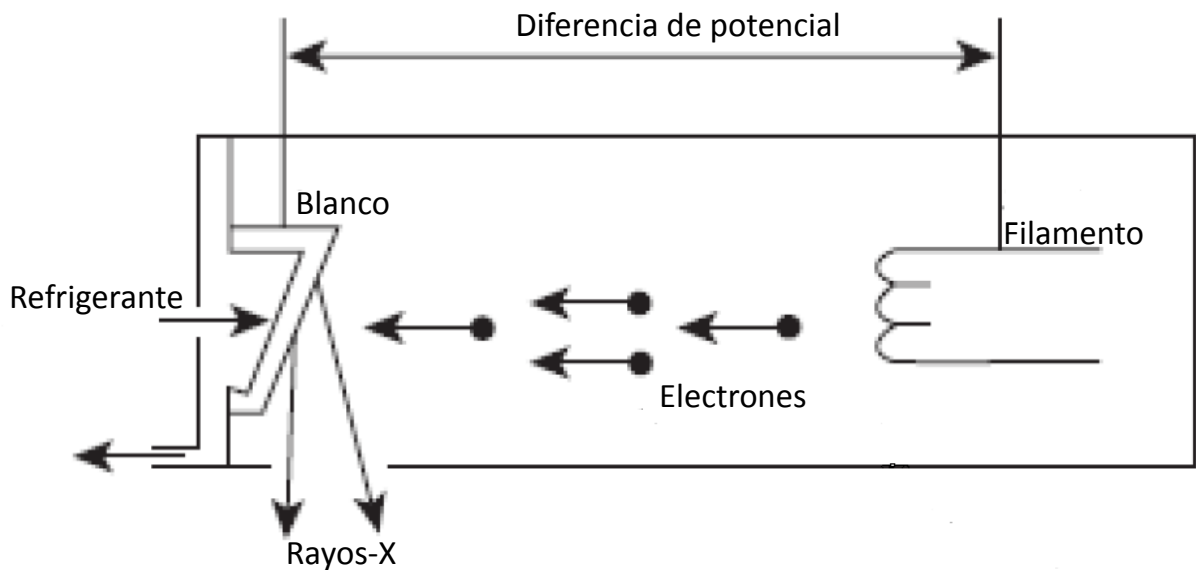 Diferencia de potencial
Blanco
Filamento
Refrigerante
Electrones
Rayos-X